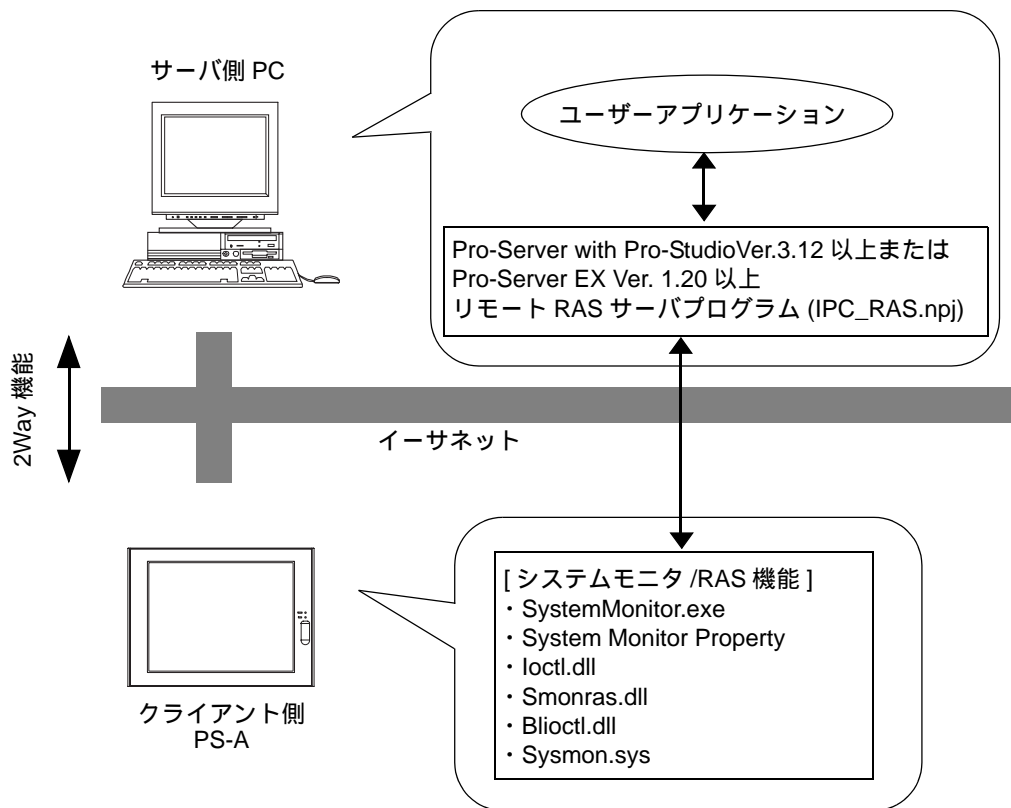 サーバ側 PC
ユーザーアプリケーション
Pro-Server with Pro-StudioVer.3.12 以上または
Pro-Server EX Ver. 1.20 以上
リモート RAS サーバプログラム (IPC_RAS.npj)
2Way 機能
イーサネット
[ システムモニタ /RAS 機能 ]
・SystemMonitor.exe
・System Monitor Property
・Ioctl.dll
・Smonras.dll
・Blioctl.dll
・Sysmon.sys
クライアント側
PS-A